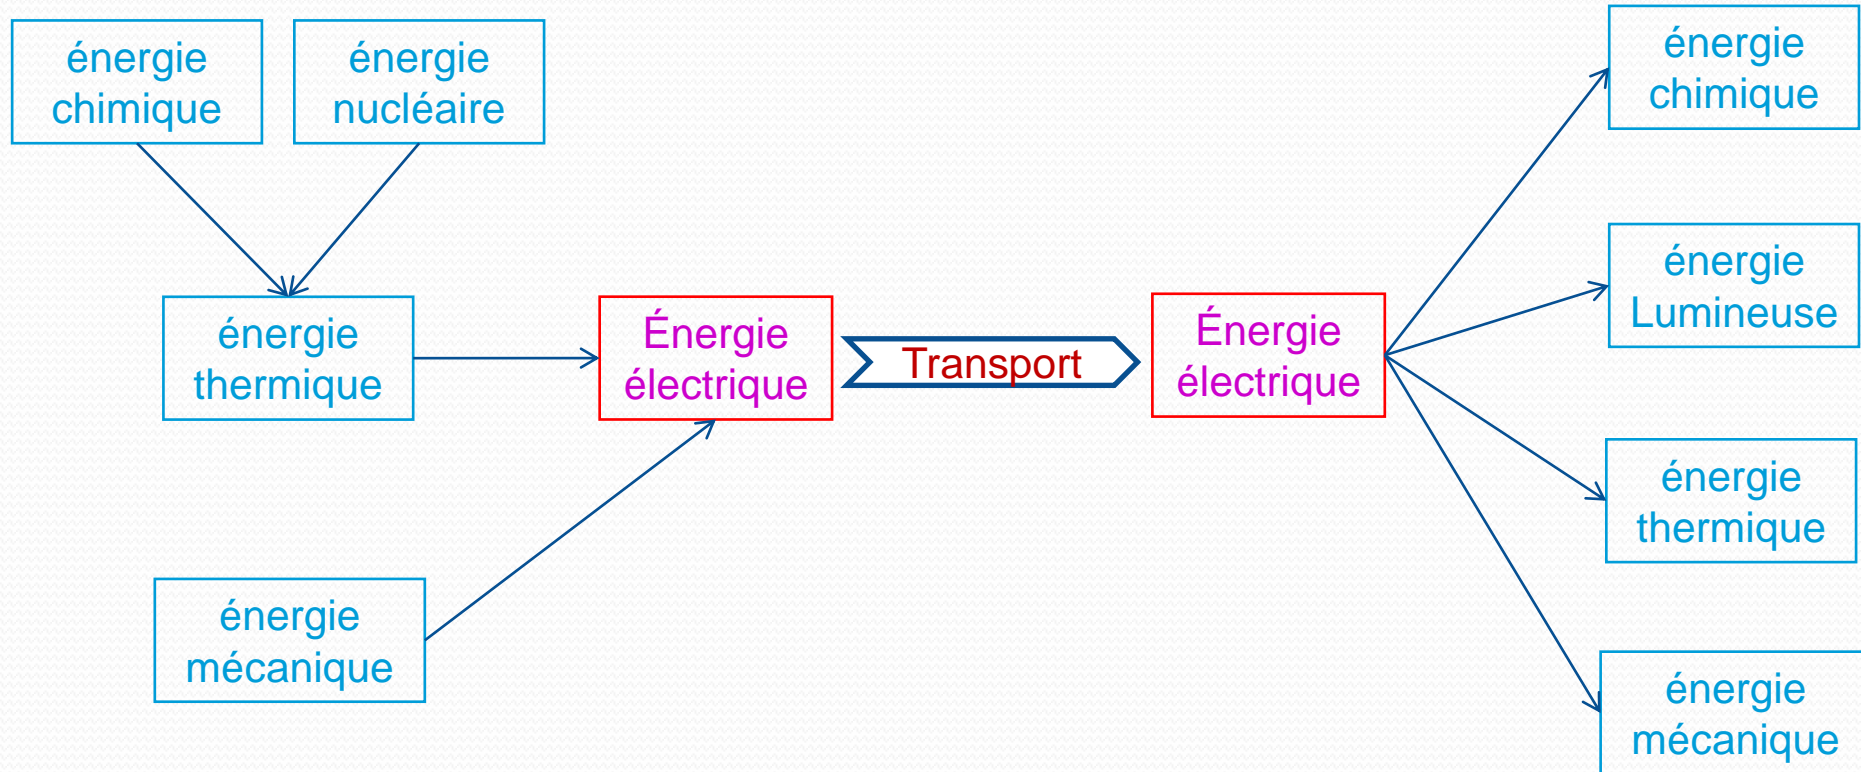 énergie
chimique
énergie
nucléaire
énergie
thermique
énergie
mécanique
Énergie
électrique
Transport
Énergie
électrique
énergie
chimique
énergie
Lumineuse
énergie
thermique
énergie
mécanique